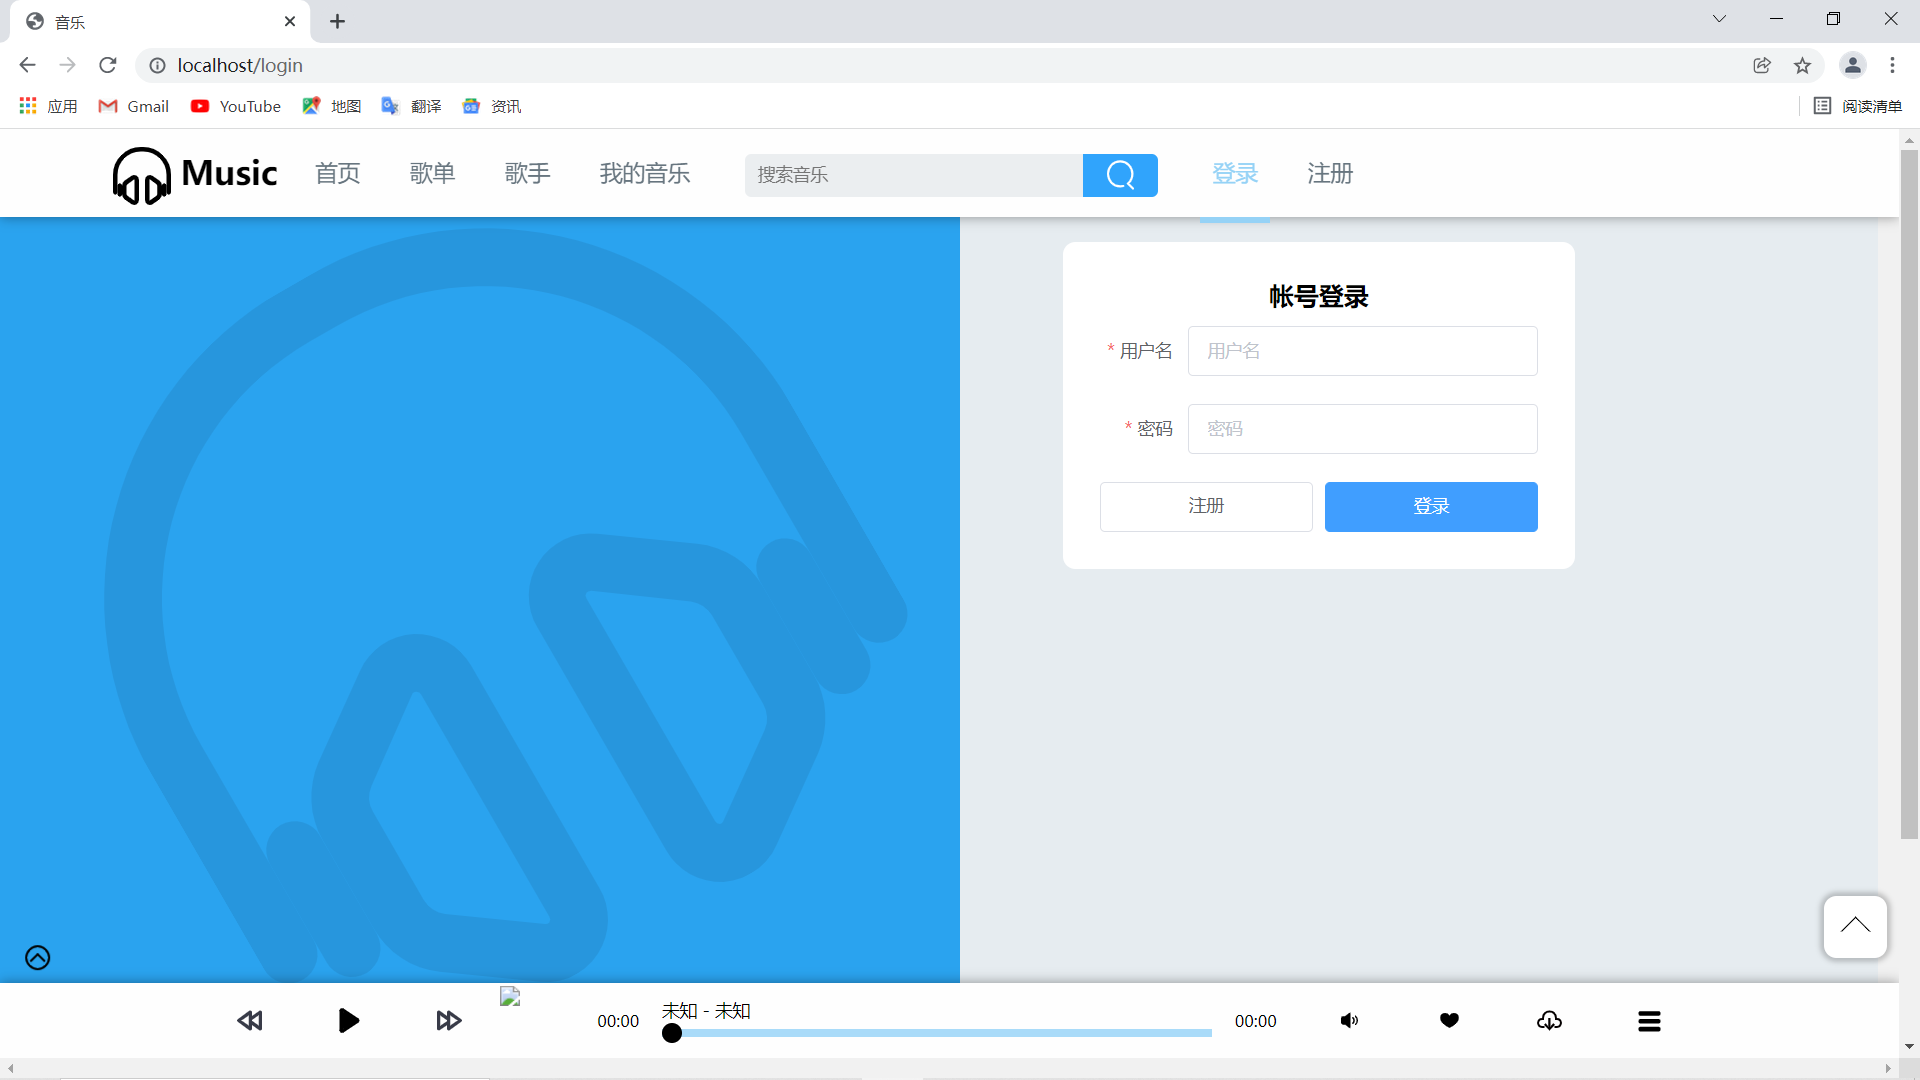 音乐
localhost/login
应用 Gmail YouTube 地图 翻译 资讯 阅读清单
Music 首页 歌单 歌手 我的音乐 搜索音乐 登录 注册
帐号登录
* 用户名 用户名
* 密码 密码
注册 登录
未知 - 未知
00:00 00:00